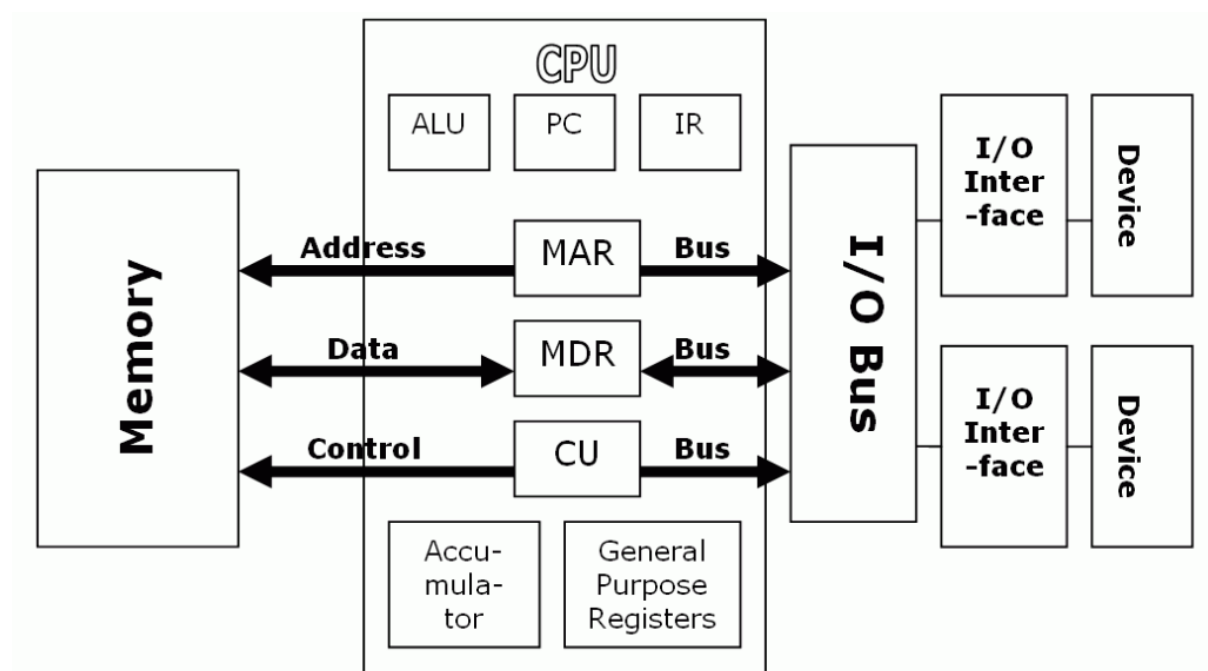 CPU
ALU
PC
IR
Memory
Address
MAR
Bus
Data
MDR
Bus
Control
CU
Bus
Accu-
mula-
tor
General
Purpose
Registers
I/O Bus
I/O
Inter
-face
Device
I/O
Inter
-face
Device